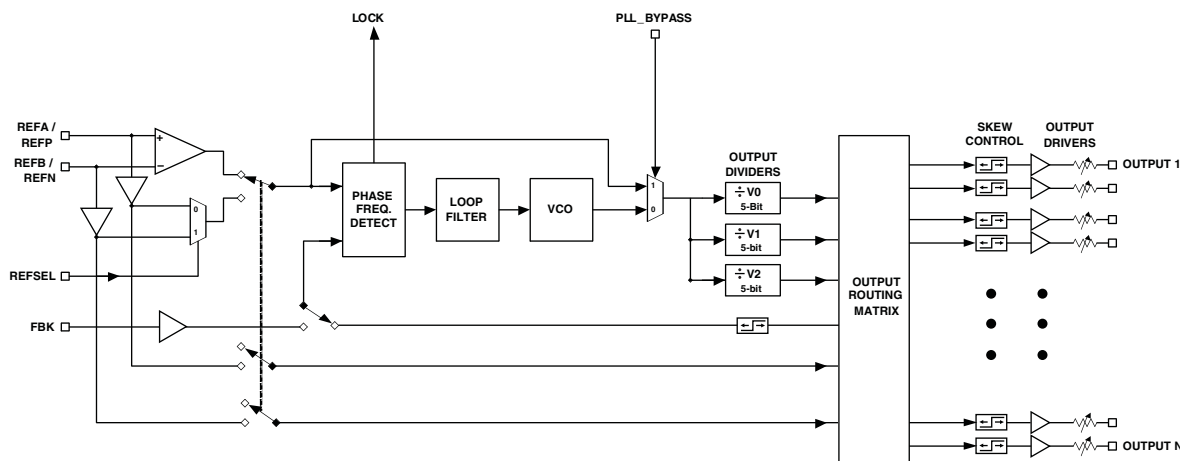 LOCK
PLL_BYPASS
REFA /
REFP
REFB /
REFN
+
−
0
1
REFSEL
FBK
PHASE
FREQ.
DETECT
LOOP
FILTER
VCO
1
0
OUTPUT
DIVIDERS
÷ V0
5-Bit
÷ V1
5-bit
÷ V2
5-bit
OUTPUT
ROUTING
MATRIX
SKEW
CONTROL
OUTPUT
DRIVERS
OUTPUT 1
OUTPUT N